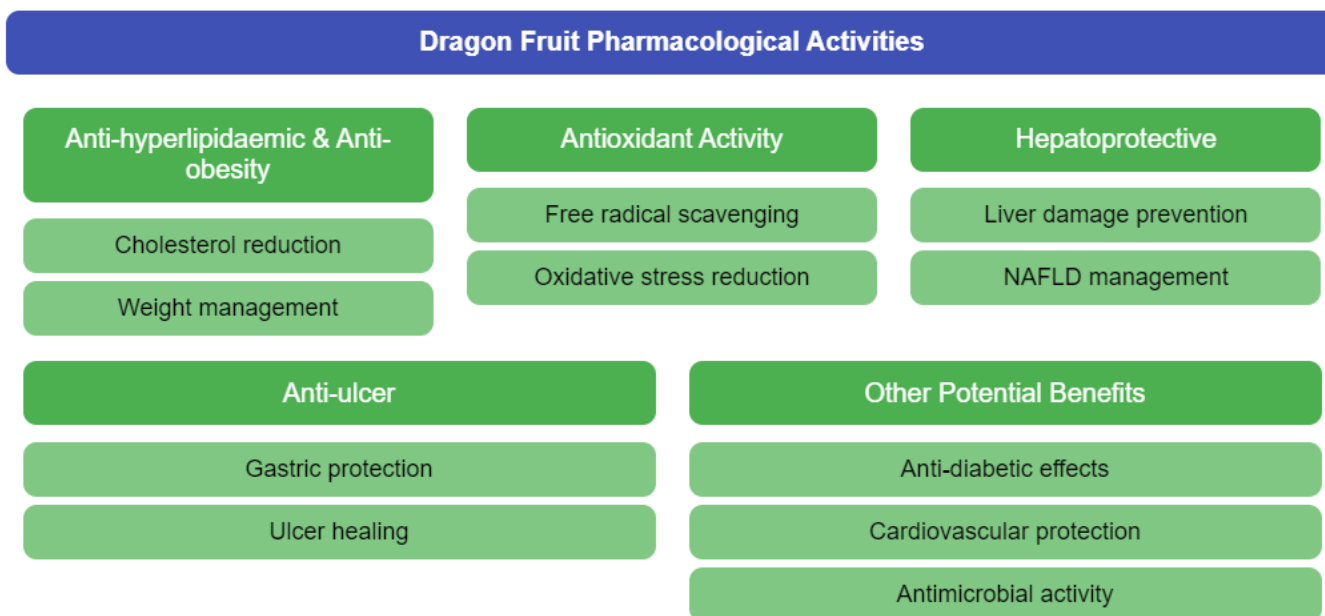 Dragon Fruit Pharmacological Activities
Anti-hyperlipidaemic & Anti-
obesity
Cholesterol reduction
Weight management
Antioxidant Activity
Free radical scavenging
Oxidative stress reduction
Hepatoprotective
Liver damage prevention
NAFLD management
Anti-ulcer
Gastric protection
Ulcer healing
Other Potential Benefits
Anti-diabetic effects
Cardiovascular protection
Antimicrobial activity